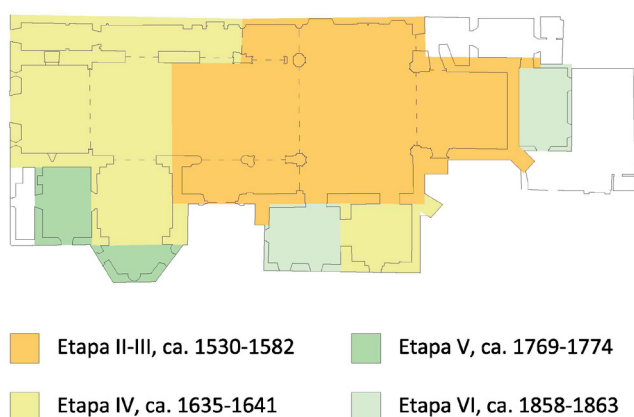 Etapa II-III, ca. 1530-1582
Etapa V, ca. 1769-1774
Etapa IV, ca. 1635-1641
Etapa VI, ca. 1858-1863